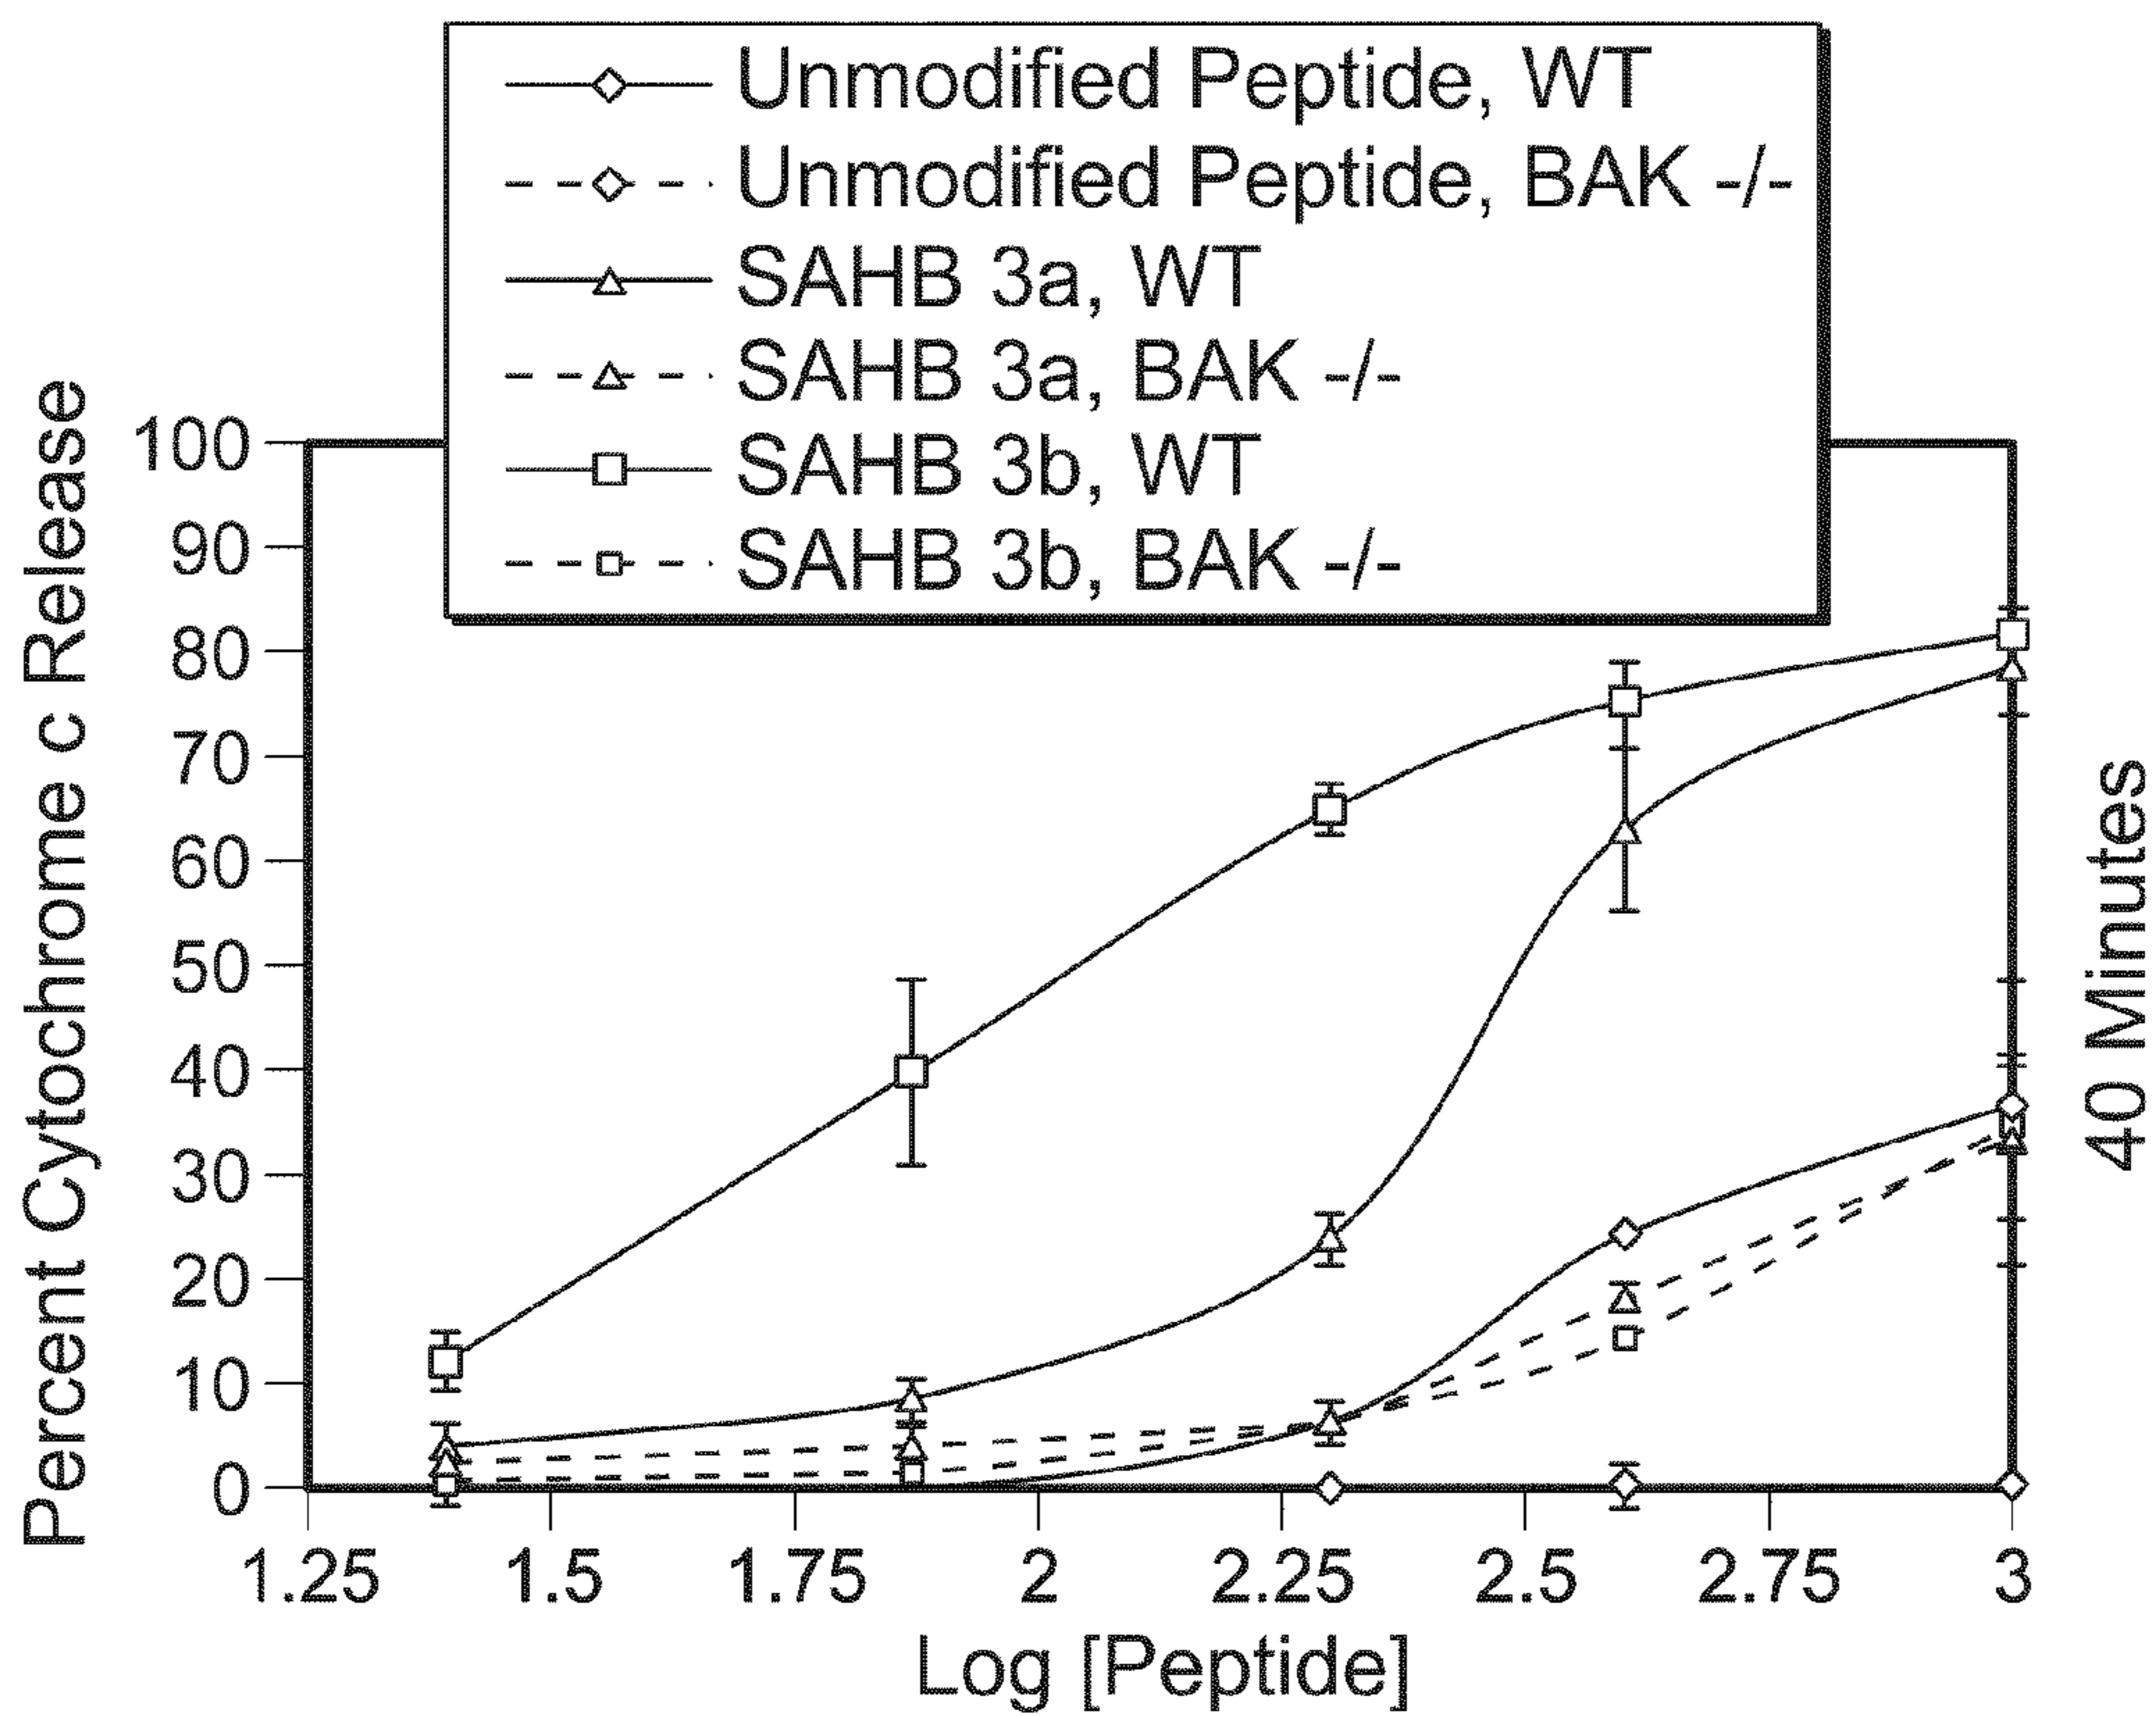 Unmodified Peptide, WT
Unmodified Peptide, BAK -/-
SAHB 3a, WT
SAHB 3a, BAK -/-
SAHB 3b, WT
SAHB 3b, BAK -/-
Percent Cytochrome c Release
100
90
80
70
60
50
40
30
20
10
0
40 Minutes
1.25 1.5 1.75 2 2.25 2.5 2.75 3
Log [Peptide]